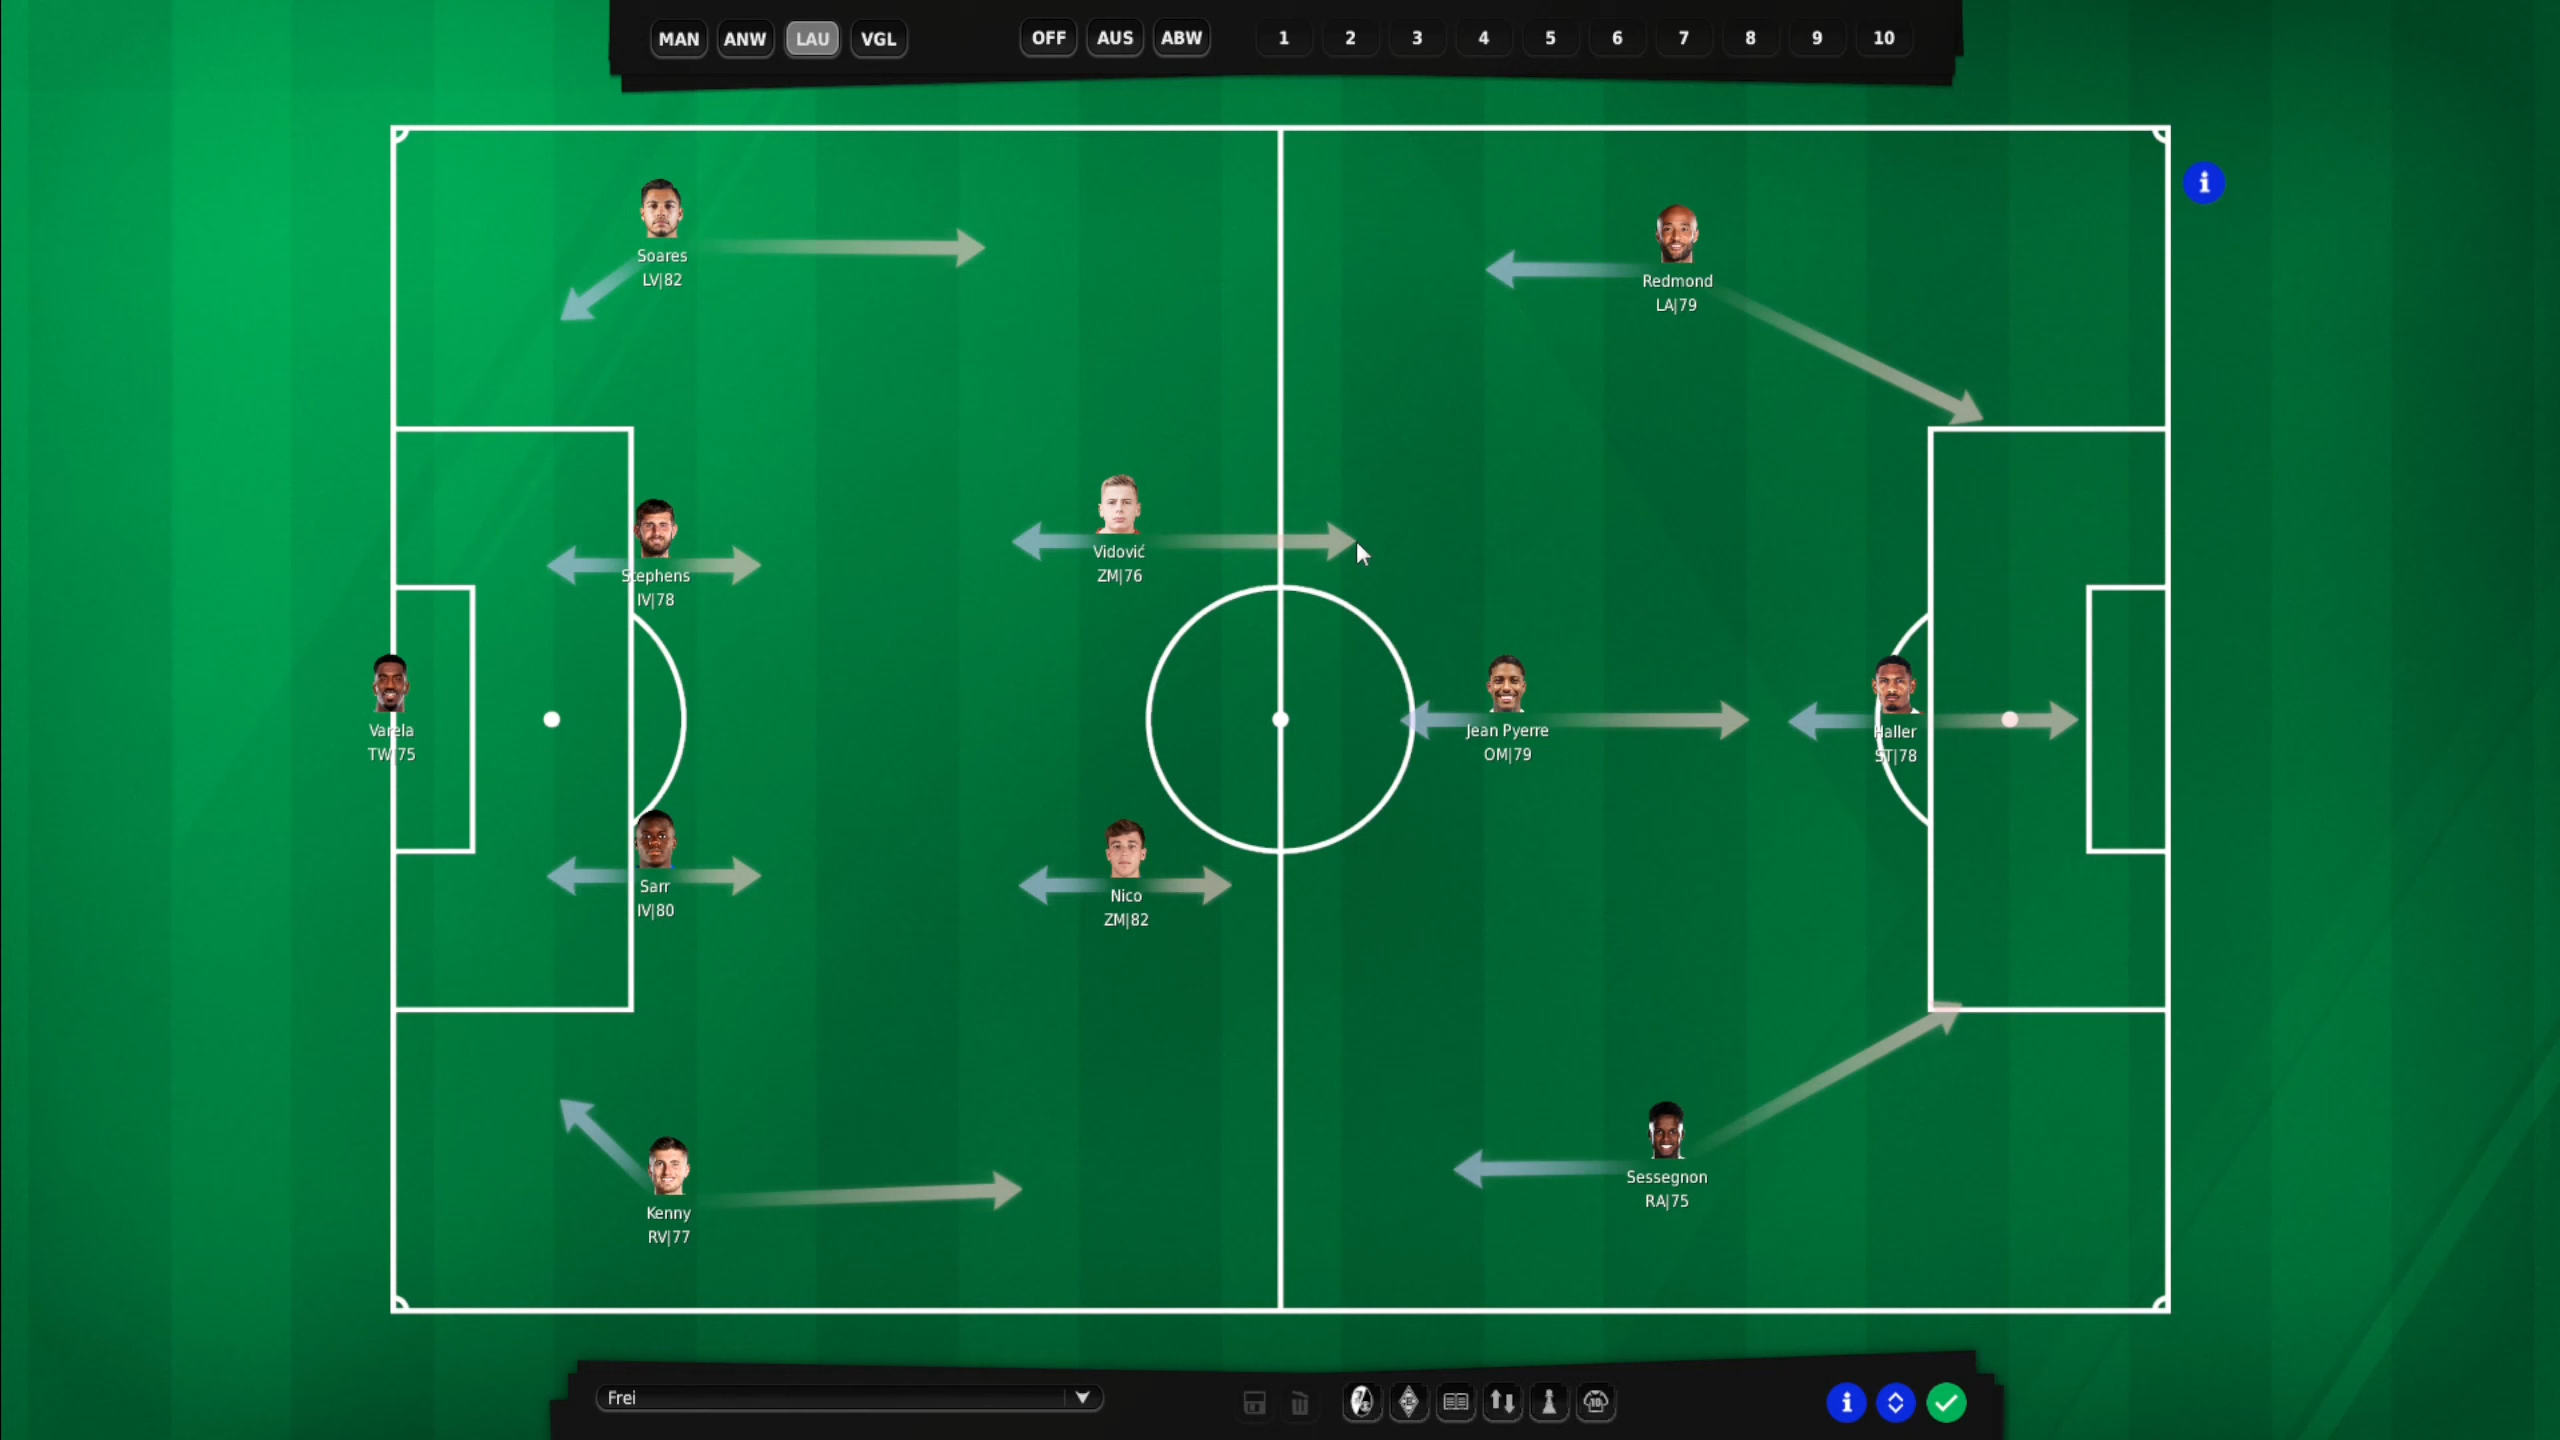 MAN ANW LAU VGL OFF AUS ABW 1 2 3 4 5 6 7 8 9 10
Soares
LV|82
Redmond
LA|79
Vidović
ZM|76
Stephens
IV|78
Varela
TW|75
Jean Pyerre
OM|79
Haller
ST|78
Sarr
IV|80
Nico
ZM|82
Sessegnon
RA|75
Kenny
RV|77
Frei